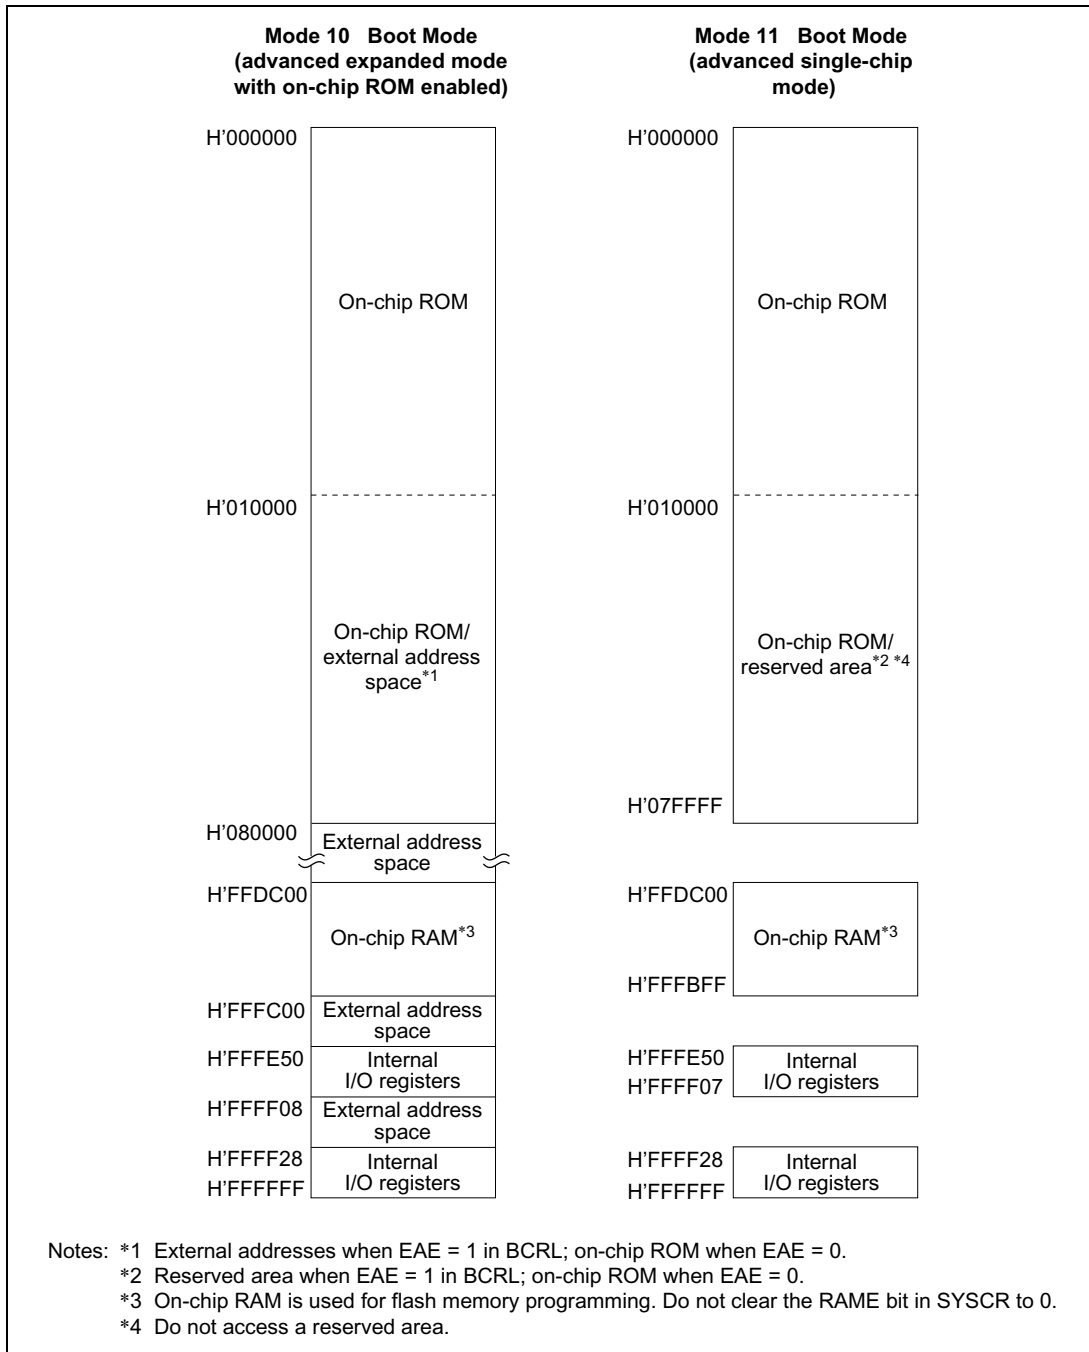 Mode 10 Boot Mode
(advanced expanded mode
with on-chip ROM enabled)
H'000000
On-chip ROM
H'010000
On-chip ROM/
external address
space*1
H'080000
External address
space
H'FFDC00
On-chip RAM*3
H'FFFC00
External address
space
H'FFFE50
Internal
I/O registers
H'FFFF08
External address
space
H'FFFF28
Internal
I/O registers
H'FFFFFF
Mode 11 Boot Mode
(advanced single-chip
mode)
H'000000
On-chip ROM
H'010000
On-chip ROM/
reserved area*2 *4
H'07FFFF
H'FFDC00
On-chip RAM*3
H'FFFBFF
H'FFFE50
Internal
I/O registers
H'FFFF07
H'FFFF28
Internal
I/O registers
H'FFFFFF
Notes: *1 External addresses when EAE = 1 in BCRL; on-chip ROM when EAE = 0.
*2 Reserved area when EAE = 1 in BCRL; on-chip ROM when EAE = 0.
*3 On-chip RAM is used for flash memory programming. Do not clear the RAME bit in SYSCR to 0.
*4 Do not access a reserved area.